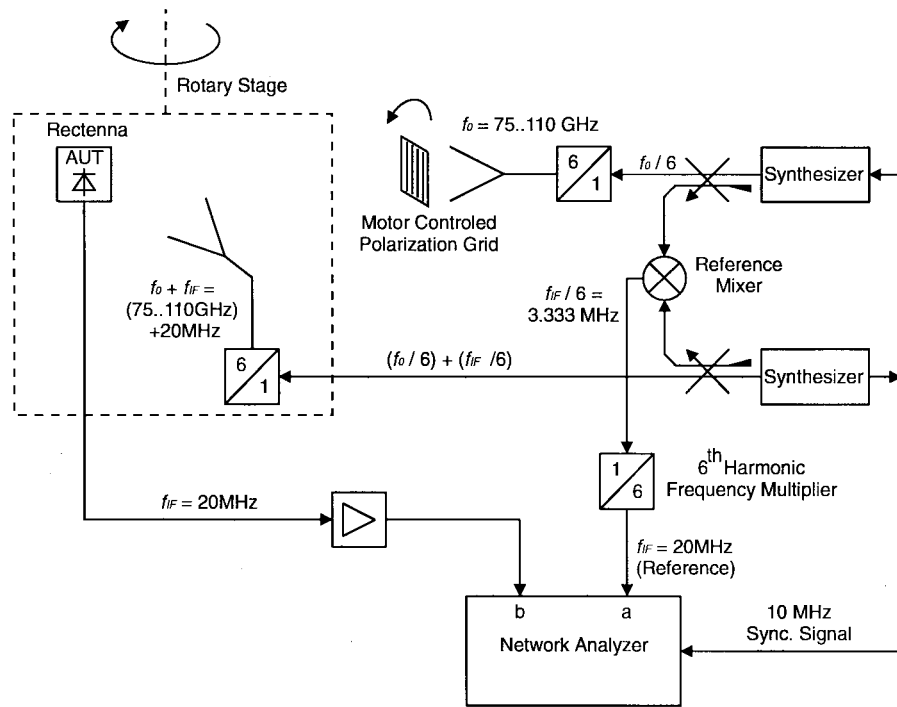 Rotary Stage
Rectenna
AUT
f0 = 75..110 GHz
6
1
f0 / 6
Synthesizer
Motor Controled
Polarization Grid
Reference
Mixer
fIF / 6 =
3.333 MHz
f0 + fIF =
(75..110GHz)
+20MHz
6
1
(f0 / 6) + (fIF /6)
Synthesizer
1
6
6th Harmonic
Frequency Multiplier
fIF = 20MHz
fIF = 20MHz
(Reference)
b
a
Network Analyzer
10 MHz
Sync. Signal